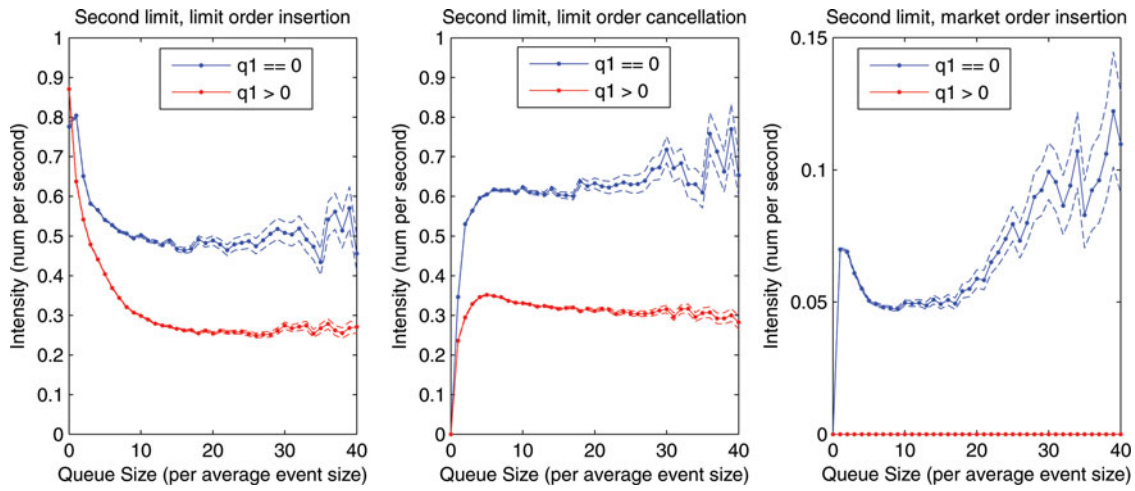 Second limit, limit order insertion
1
0.9
0.8
0.7
0.6
0.5
0.4
0.3
0.2
0.1
0
Intensity (num per second)
q1 == 0
q1 > 0
0 10 20 30 40
Queue Size (per average event size)
Second limit, limit order cancellation
1
0.9
0.8
0.7
0.6
0.5
0.4
0.3
0.2
0.1
0
Intensity (num per second)
q1 == 0
q1 > 0
0 10 20 30 40
Queue Size (per average event size)
Second limit, market order insertion
0.15
0.1
0.05
0
Intensity (num per second)
q1 == 0
q1 > 0
0 10 20 30 40
Queue Size (per average event size)